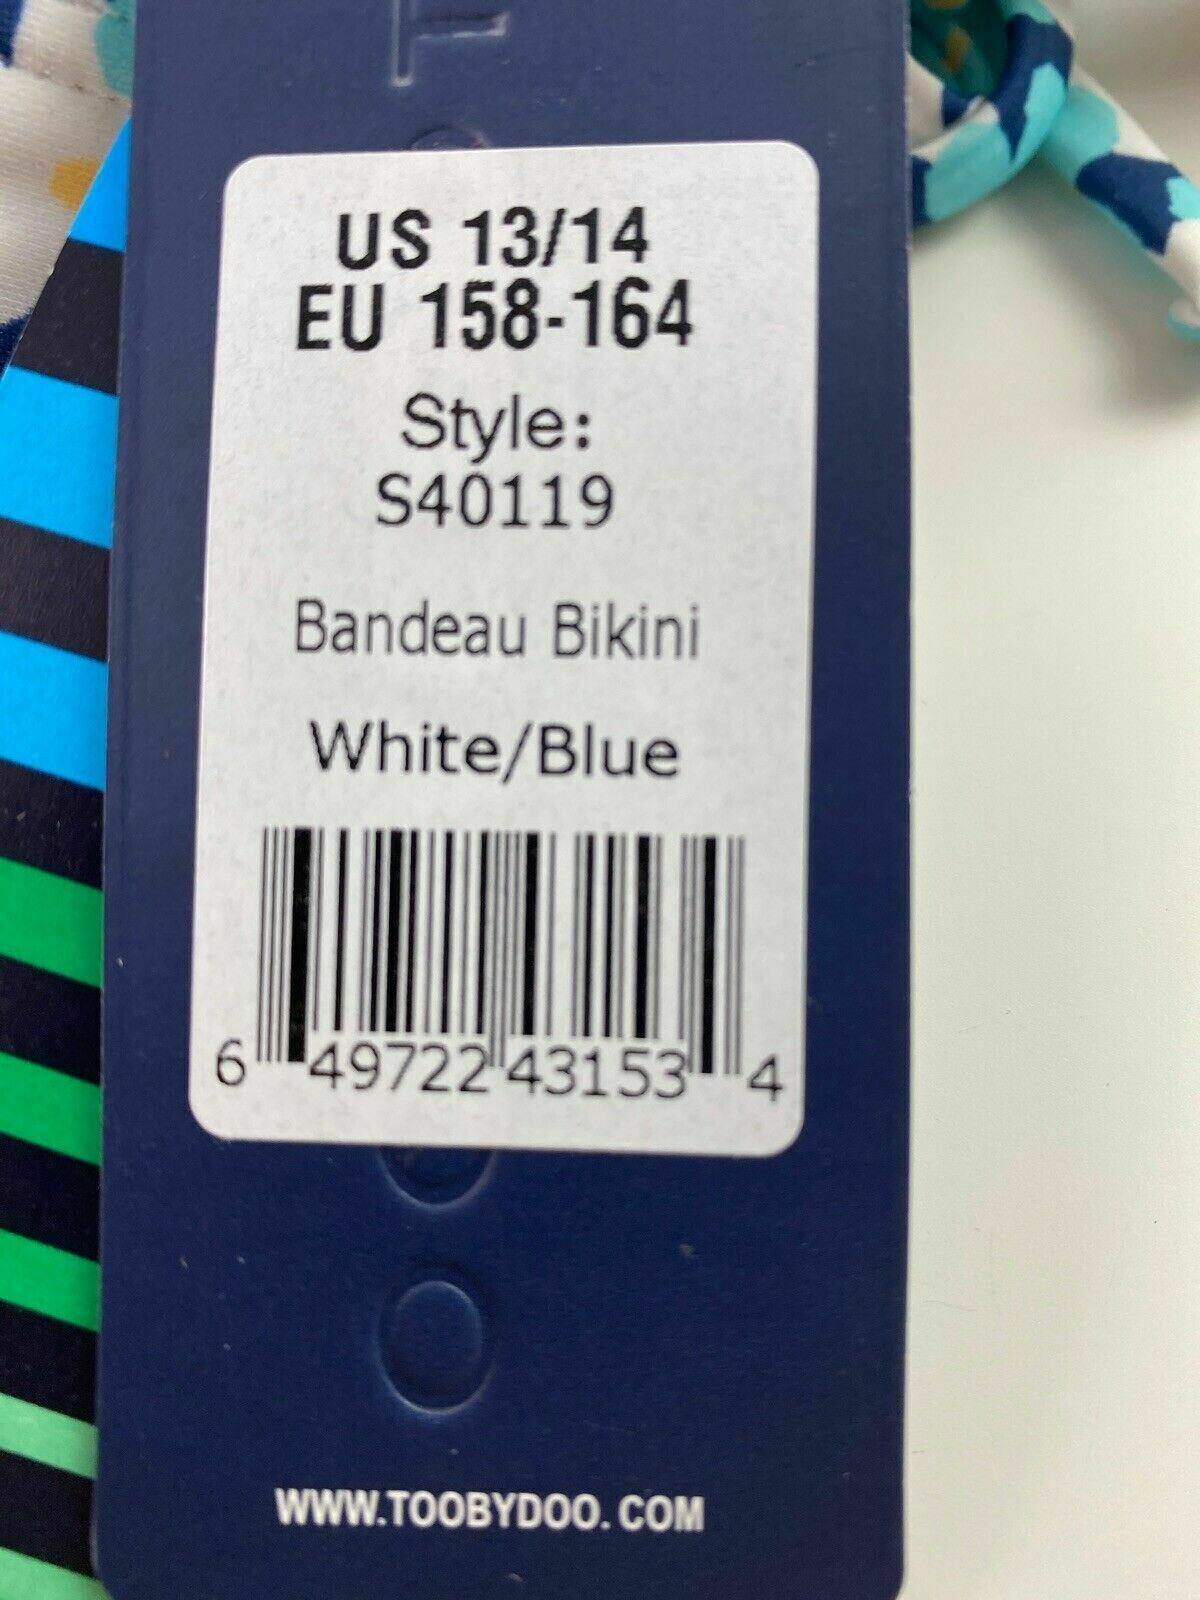 US 13/14
EU 158-164
Style:
S40119
Bandeau Bikini
White/Blue
6 49722 43153 4
WWW.TOOBYDOO.COM